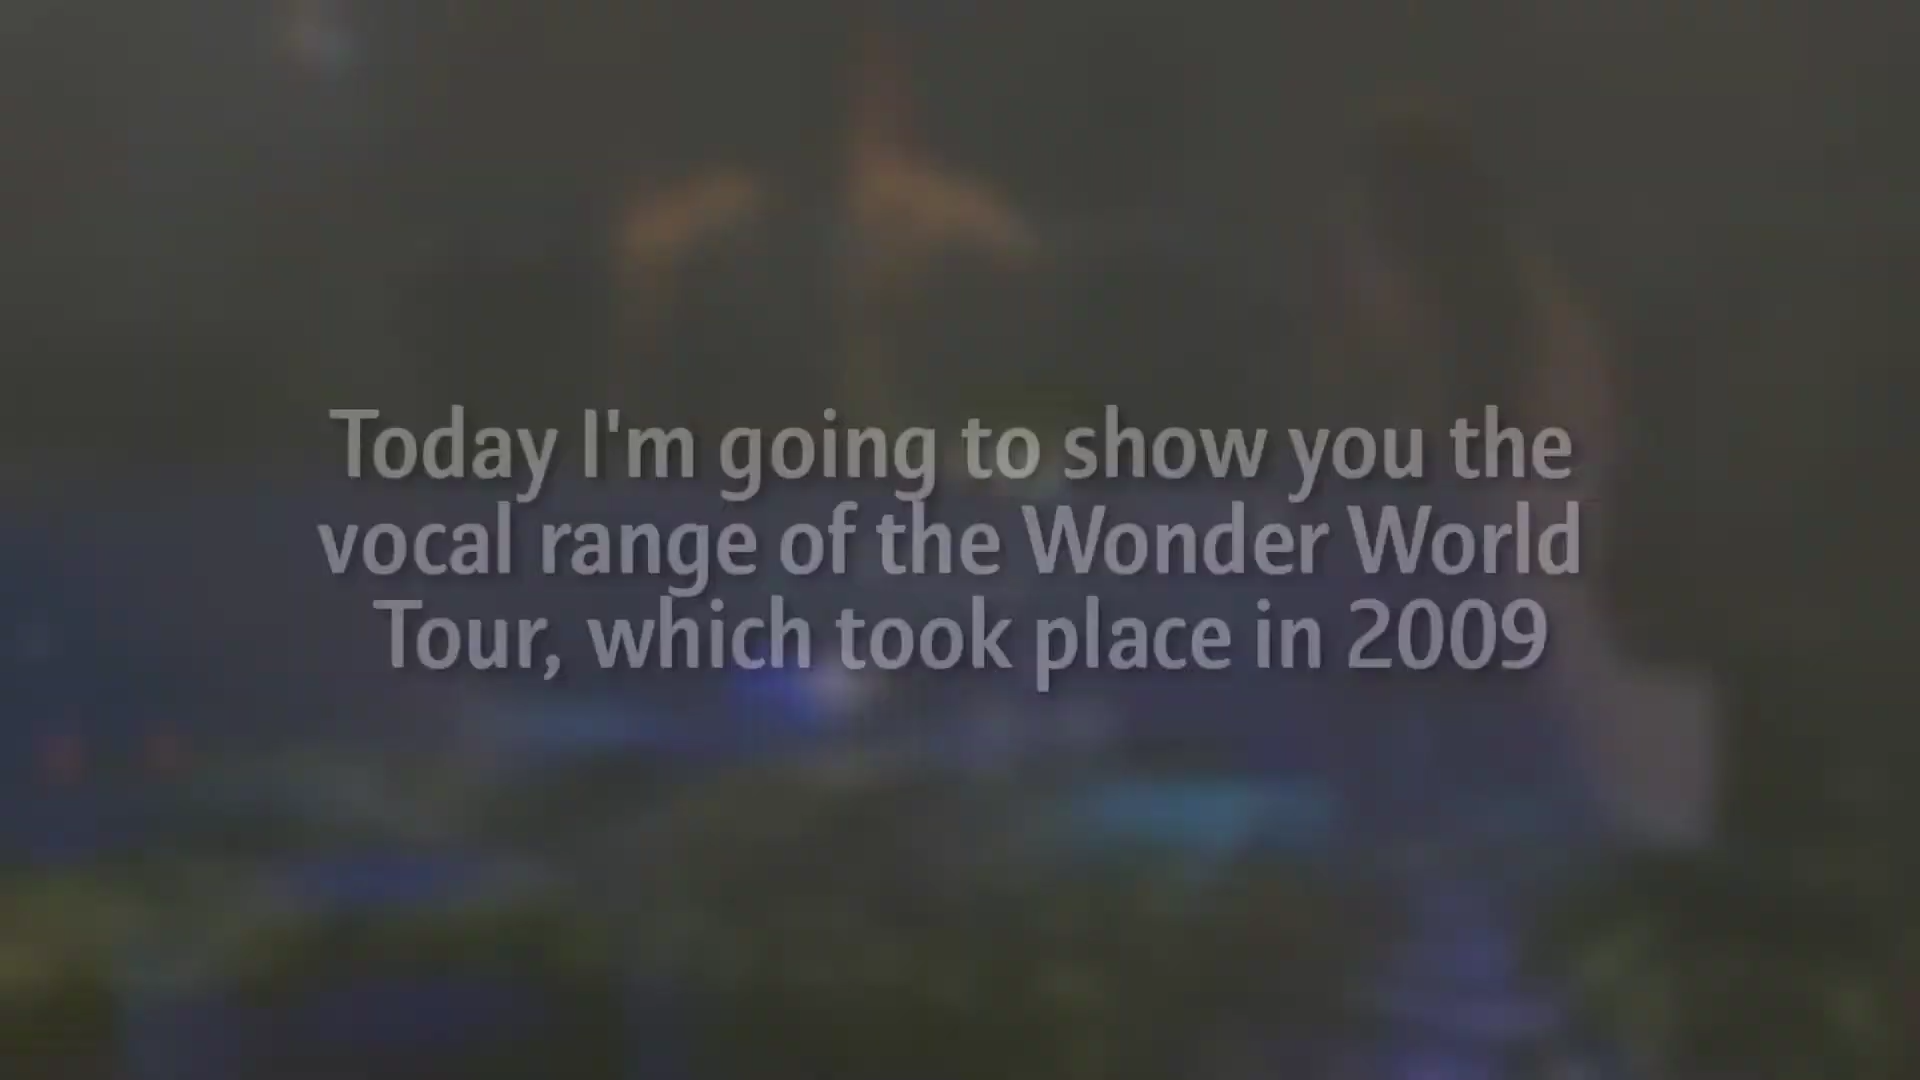 Today I'm going to show you the
vocal range of the Wonder World
Tour, which took place in 2009